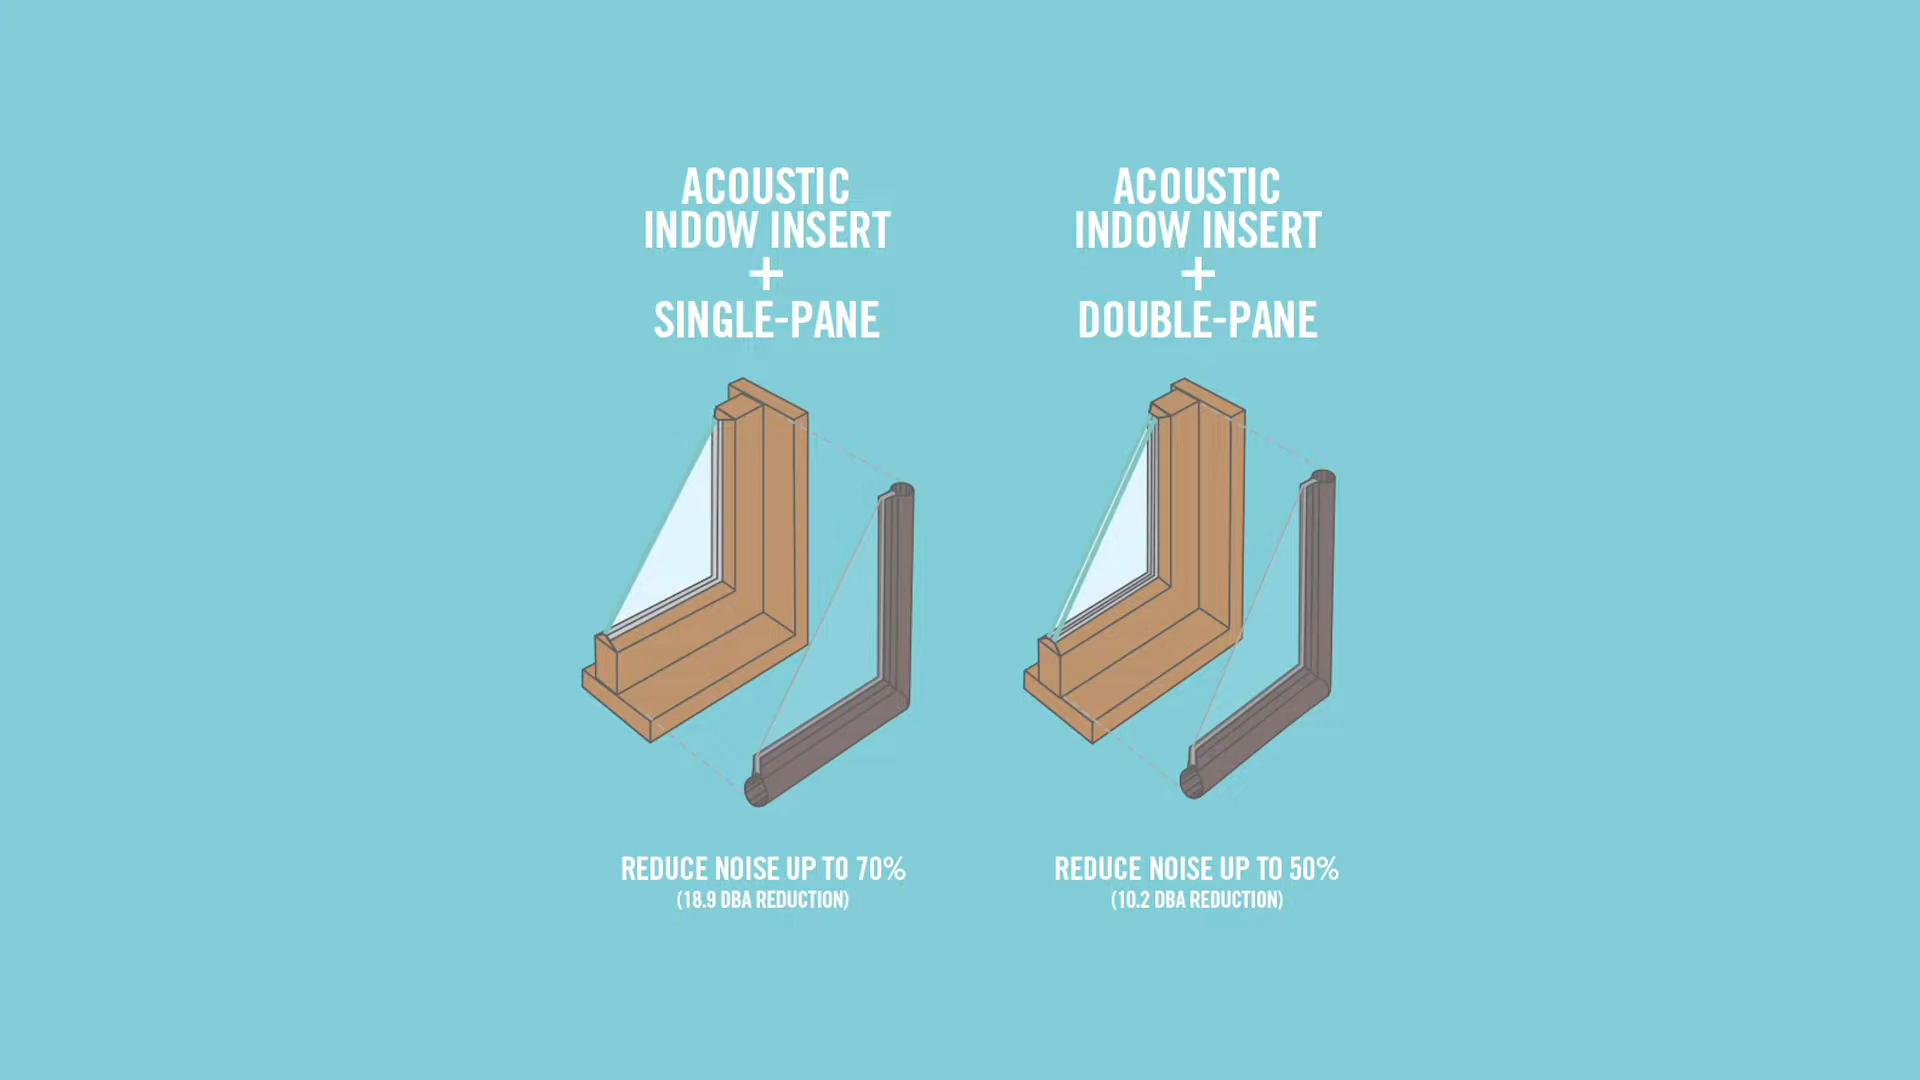 ACOUSTIC
INDOW INSERT
+
SINGLE-PANE
REDUCE NOISE UP TO 70%
(18.9 DBA REDUCTION)
ACOUSTIC
INDOW INSERT
+
DOUBLE-PANE
REDUCE NOISE UP TO 50%
(10.2 DBA REDUCTION)